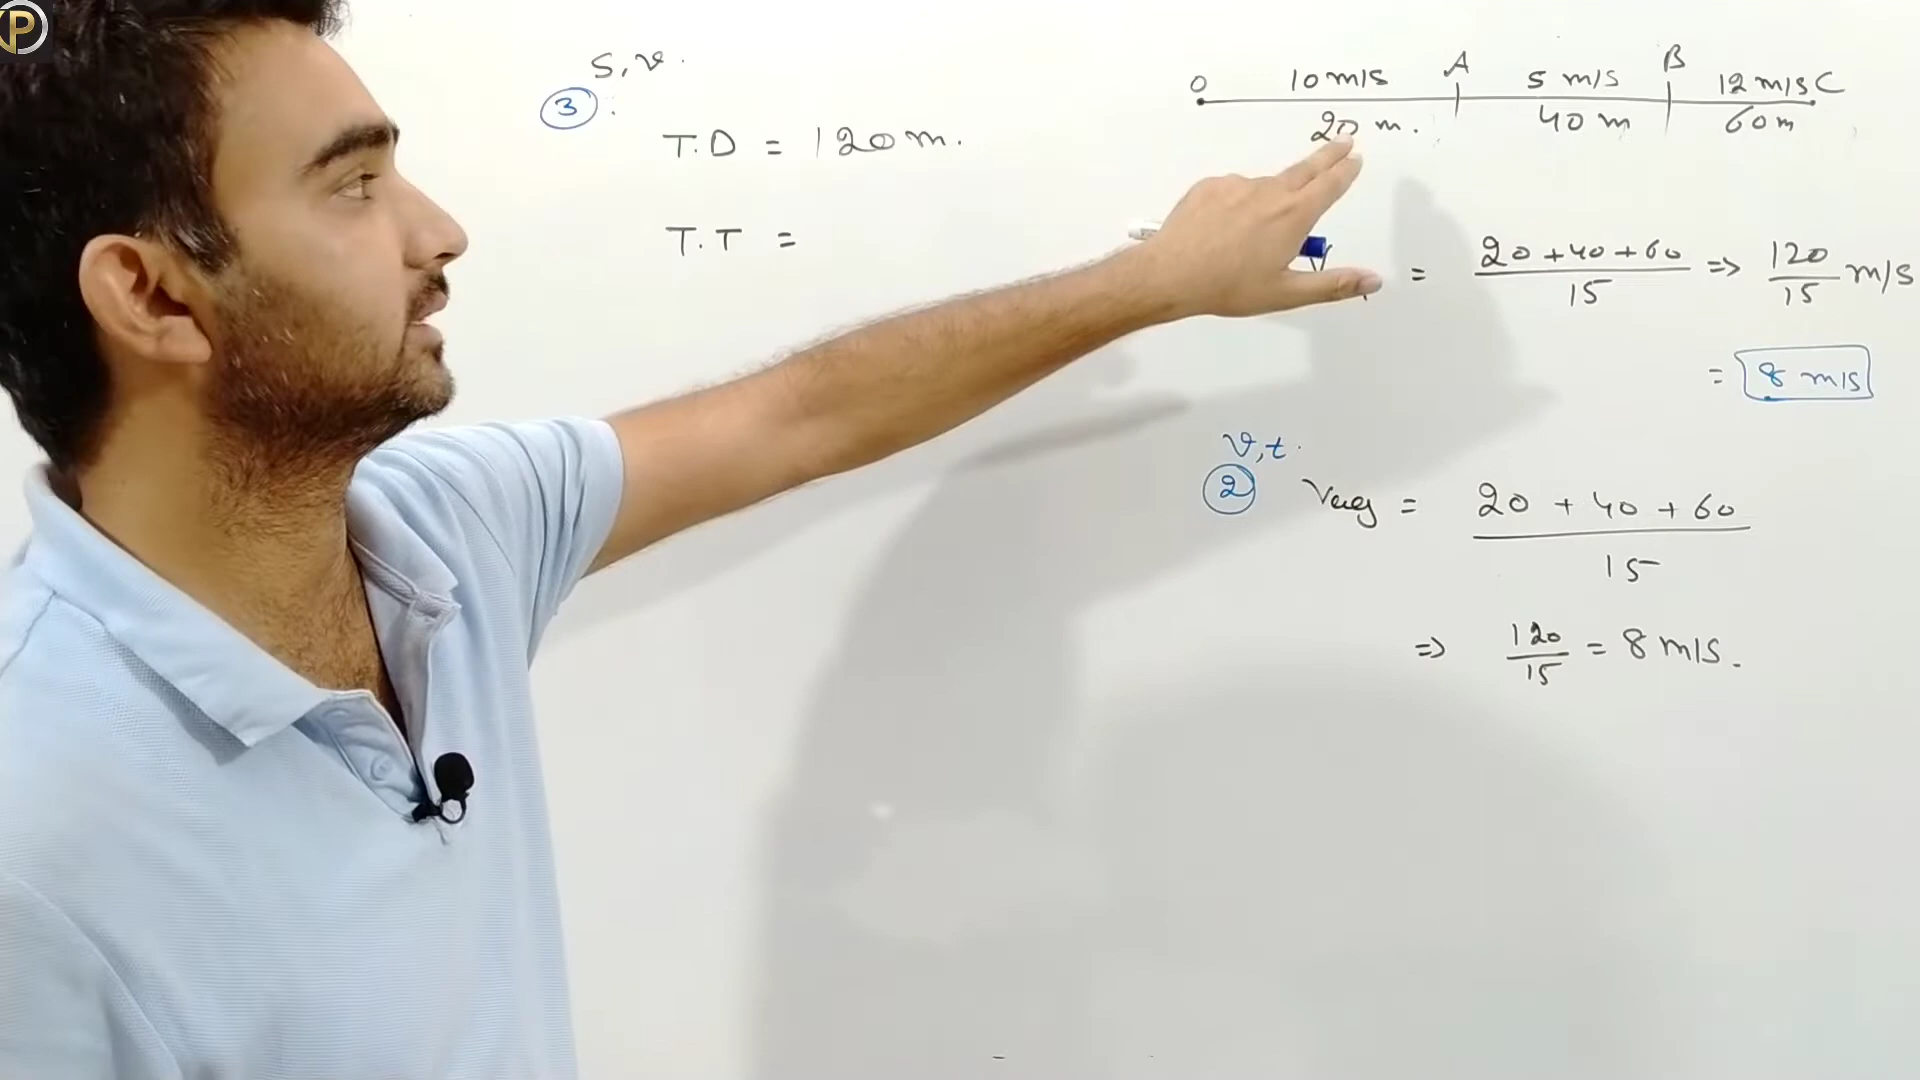 P
S, v.
③ :
T.D = 120 m.
T.T =
O 10 m/s A 5 m/s B 12 m/s C
20 m. 40 m 60 m
= 20 + 40 + 60 / 15 => 120 / 15 m/s
= 8 m/s
v, t.
② Vavg = 20 + 40 + 60 / 15
=> 120 / 15 = 8 m/s.